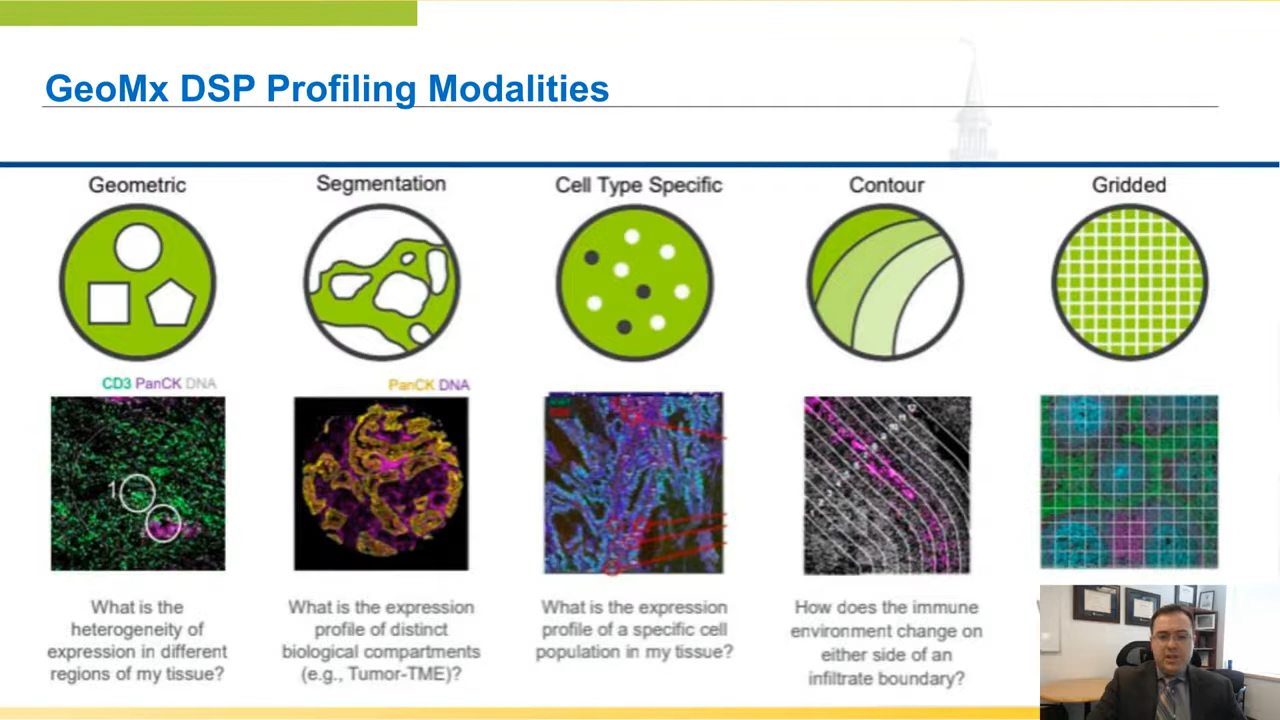 GeoMx DSP Profiling Modalities
Geometric
Segmentation
Cell Type Specific
Contour
Gridded
CD3 PanCK DNA
PanCK DNA
1
What is the
heterogeneity of
expression in different
regions of my tissue?
What is the expression
profile of distinct
biological compartments
(e.g., Tumor-TME)?
What is the expression
profile of a specific cell
population in my tissue?
How does the immune
environment change on
either side of an
infiltrate boundary?